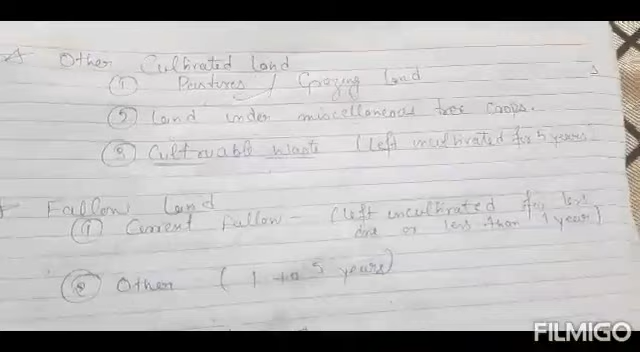 Other Cultivated Land
① Pastures / Grazing Land
② Land under miscellaneous tree crops.
③ Culturable Waste (left uncultivated for 5 years)
Fallow Land
① Current fallow - (left uncultivated for less
one or less than 1 year)
② Other (1 to 5 years)
FILMIGO